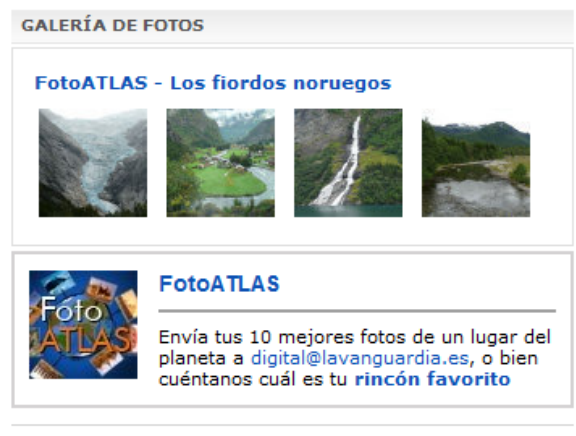 GALERÍA DE FOTOS
FotoATLAS - Los fiordos noruegos
Foto
ATLAS
FotoATLAS
Envía tus 10 mejores fotos de un lugar del
planeta a digital@lavanguardia.es, o bien
cuéntanos cuál es tu rincón favorito